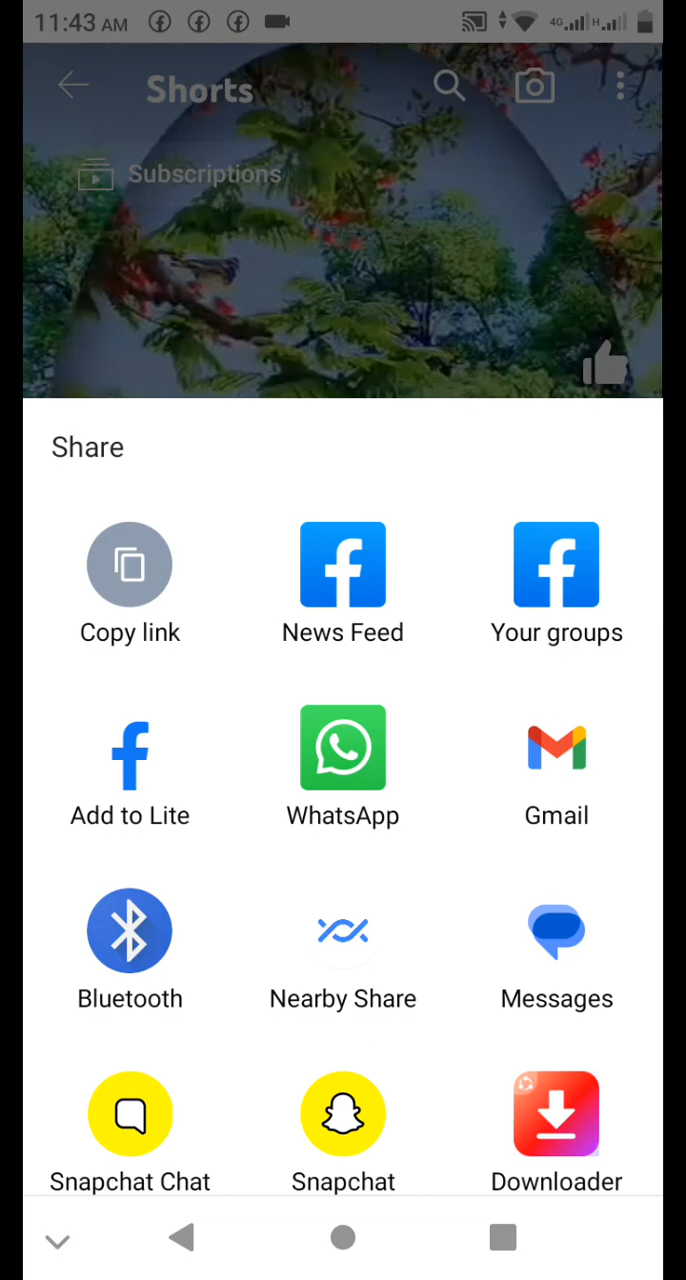 11:43 AM
4G
H
Shorts
Subscriptions
Share
Copy link
News Feed
Your groups
Add to Lite
WhatsApp
Gmail
Bluetooth
Nearby Share
Messages
Snapchat Chat
Snapchat
Downloader